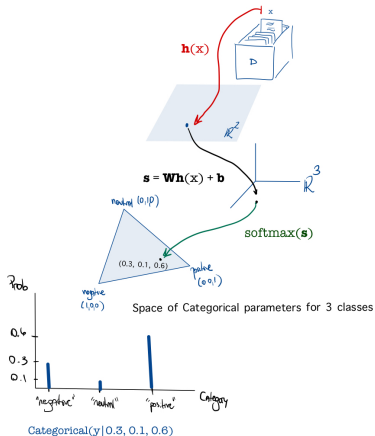 x
h(x)
D
ℝ²
s = Wh(x) + b
ℝ³
neutral (0,1,0)
softmax(s)
(0.3, 0.1, 0.6)
positive
(0,0,1)
negative
(1,0,0)
Space of Categorical parameters for 3 classes
Prob
0.6
0.3
0.1
"negative" "neutral" "positive" Category
Categorical(y|0.3, 0.1, 0.6)